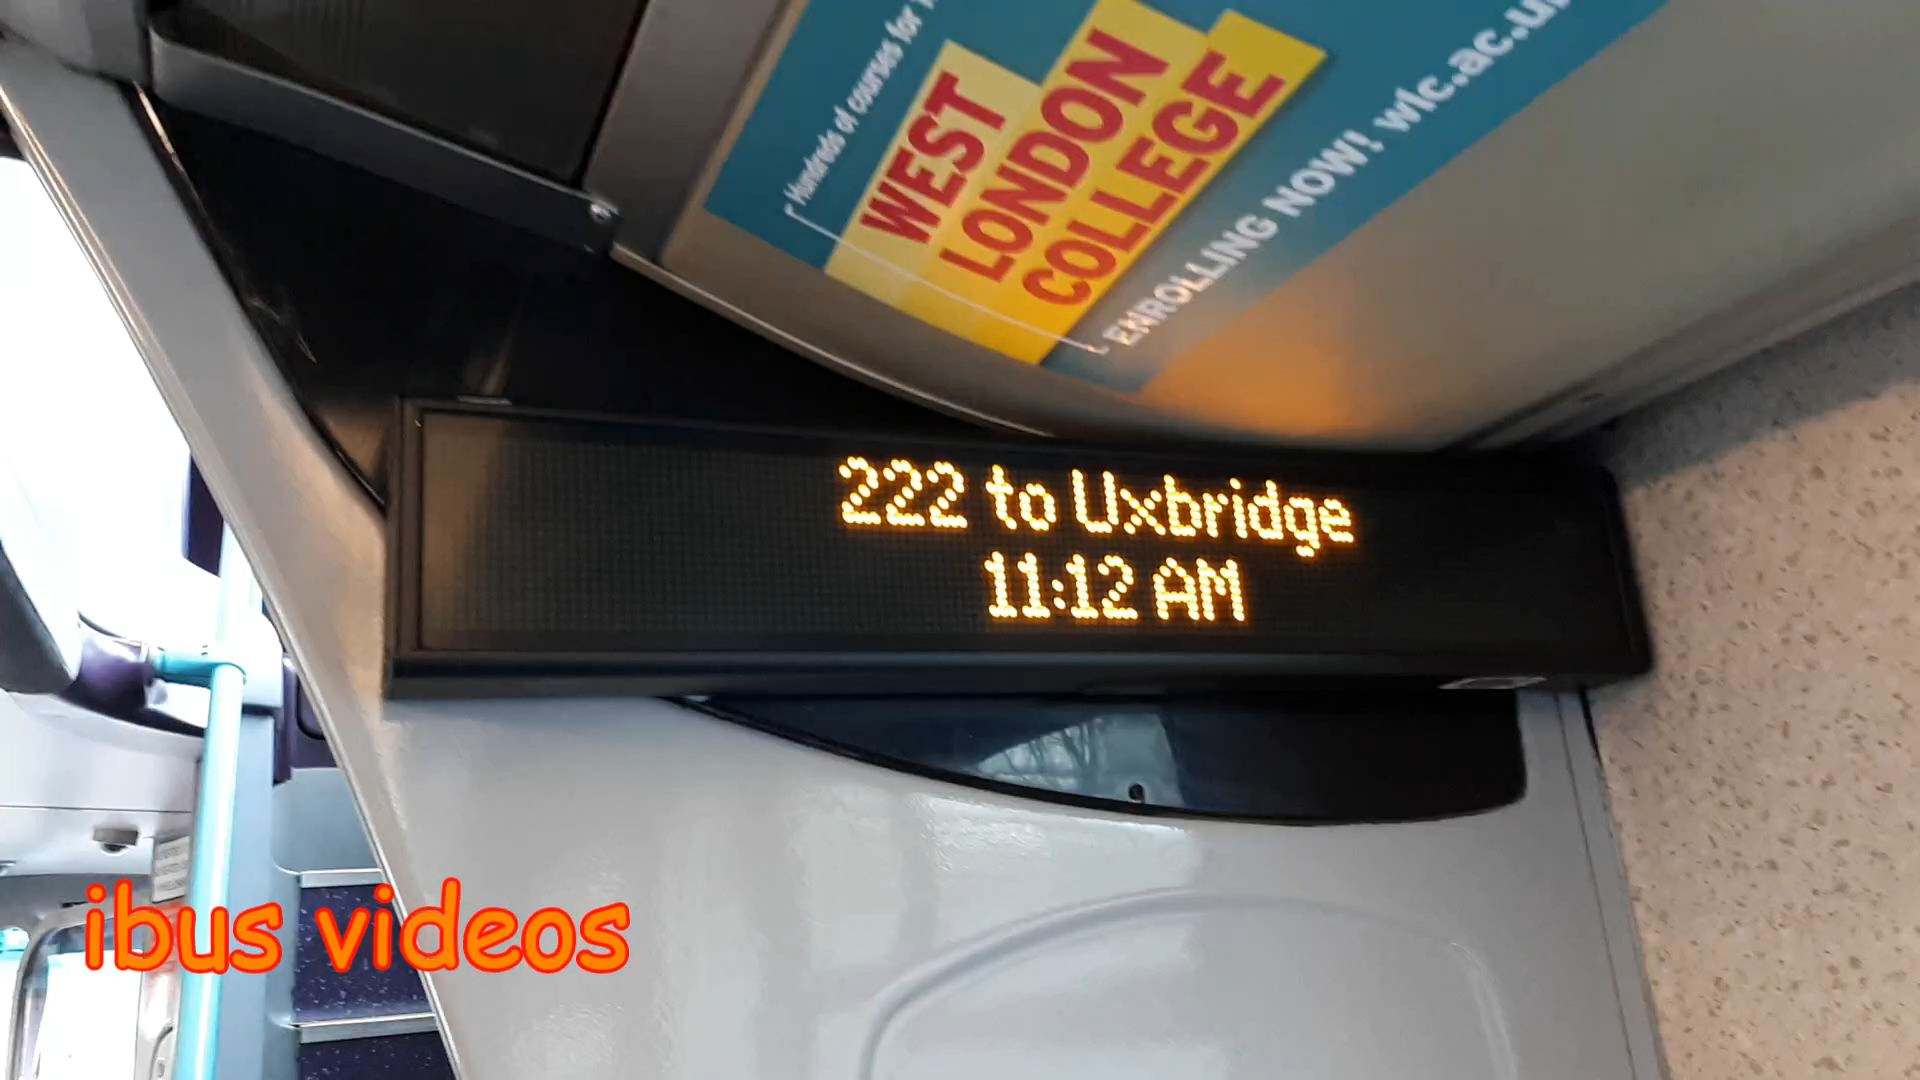 Hundreds of courses for
WEST
LONDON
COLLEGE
ENROLLING NOW! wlc.ac.u
222 to Uxbridge
11:12 AM
ibus videos